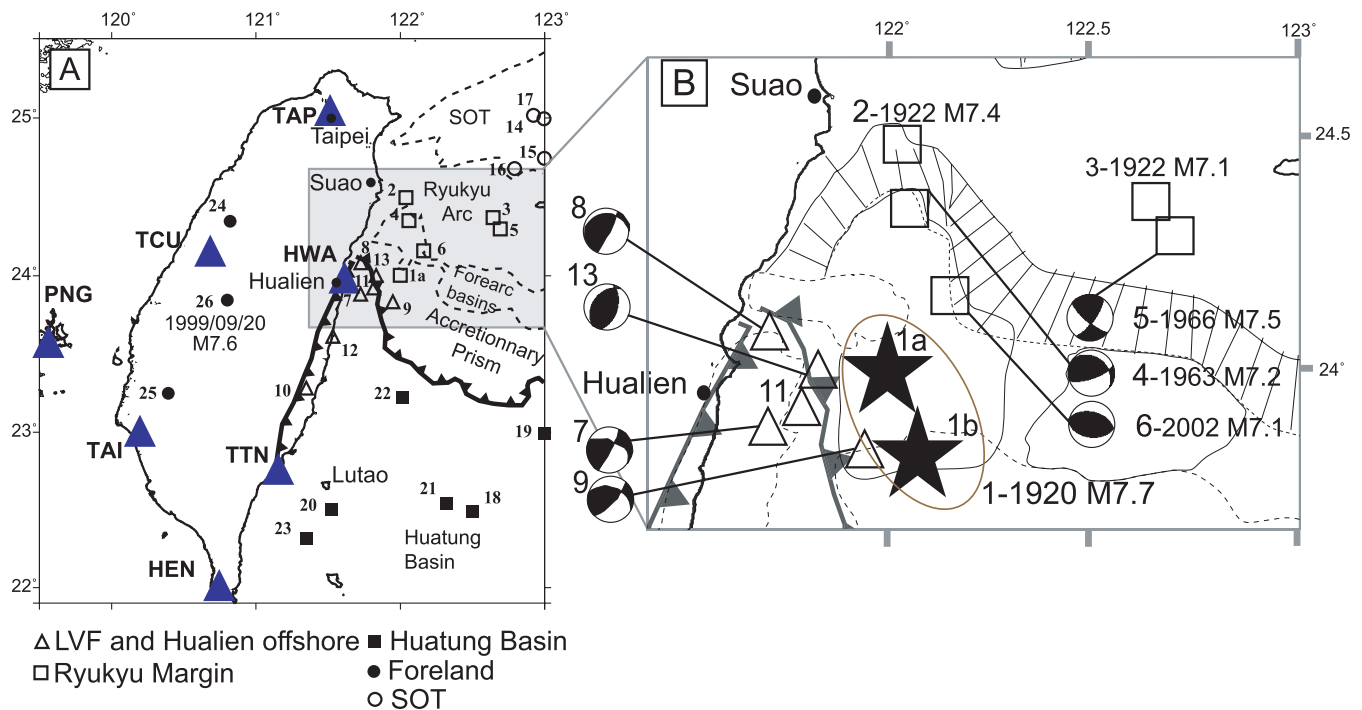 120° 121° 122° 123°
A
25°
24°
23°
22°
TAP
Taipei
SOT
17
14
15
16
Suao
2
Ryukyu
Arc
3
4
5
6
24
TCU
HWA
8
13
1a
Hualien
11
7
9
Forearc
basins
Accretionnary
Prism
PNG
26
1999/09/20
M7.6
12
10
25
22
19
TAI
TTN
Lutao
20
21
18
23
Huatung
Basin
HEN
122° 122.5 123°
B
Suao
2-1922 M7.4
24.5
3-1922 M7.1
8
13
5-1966 M7.5
1a
24°
4-1963 M7.2
Hualien
11
6-2002 M7.1
7
1b
9
1-1920 M7.7
LVF and Hualien offshore
Huatung Basin
Ryukyu Margin
Foreland
SOT